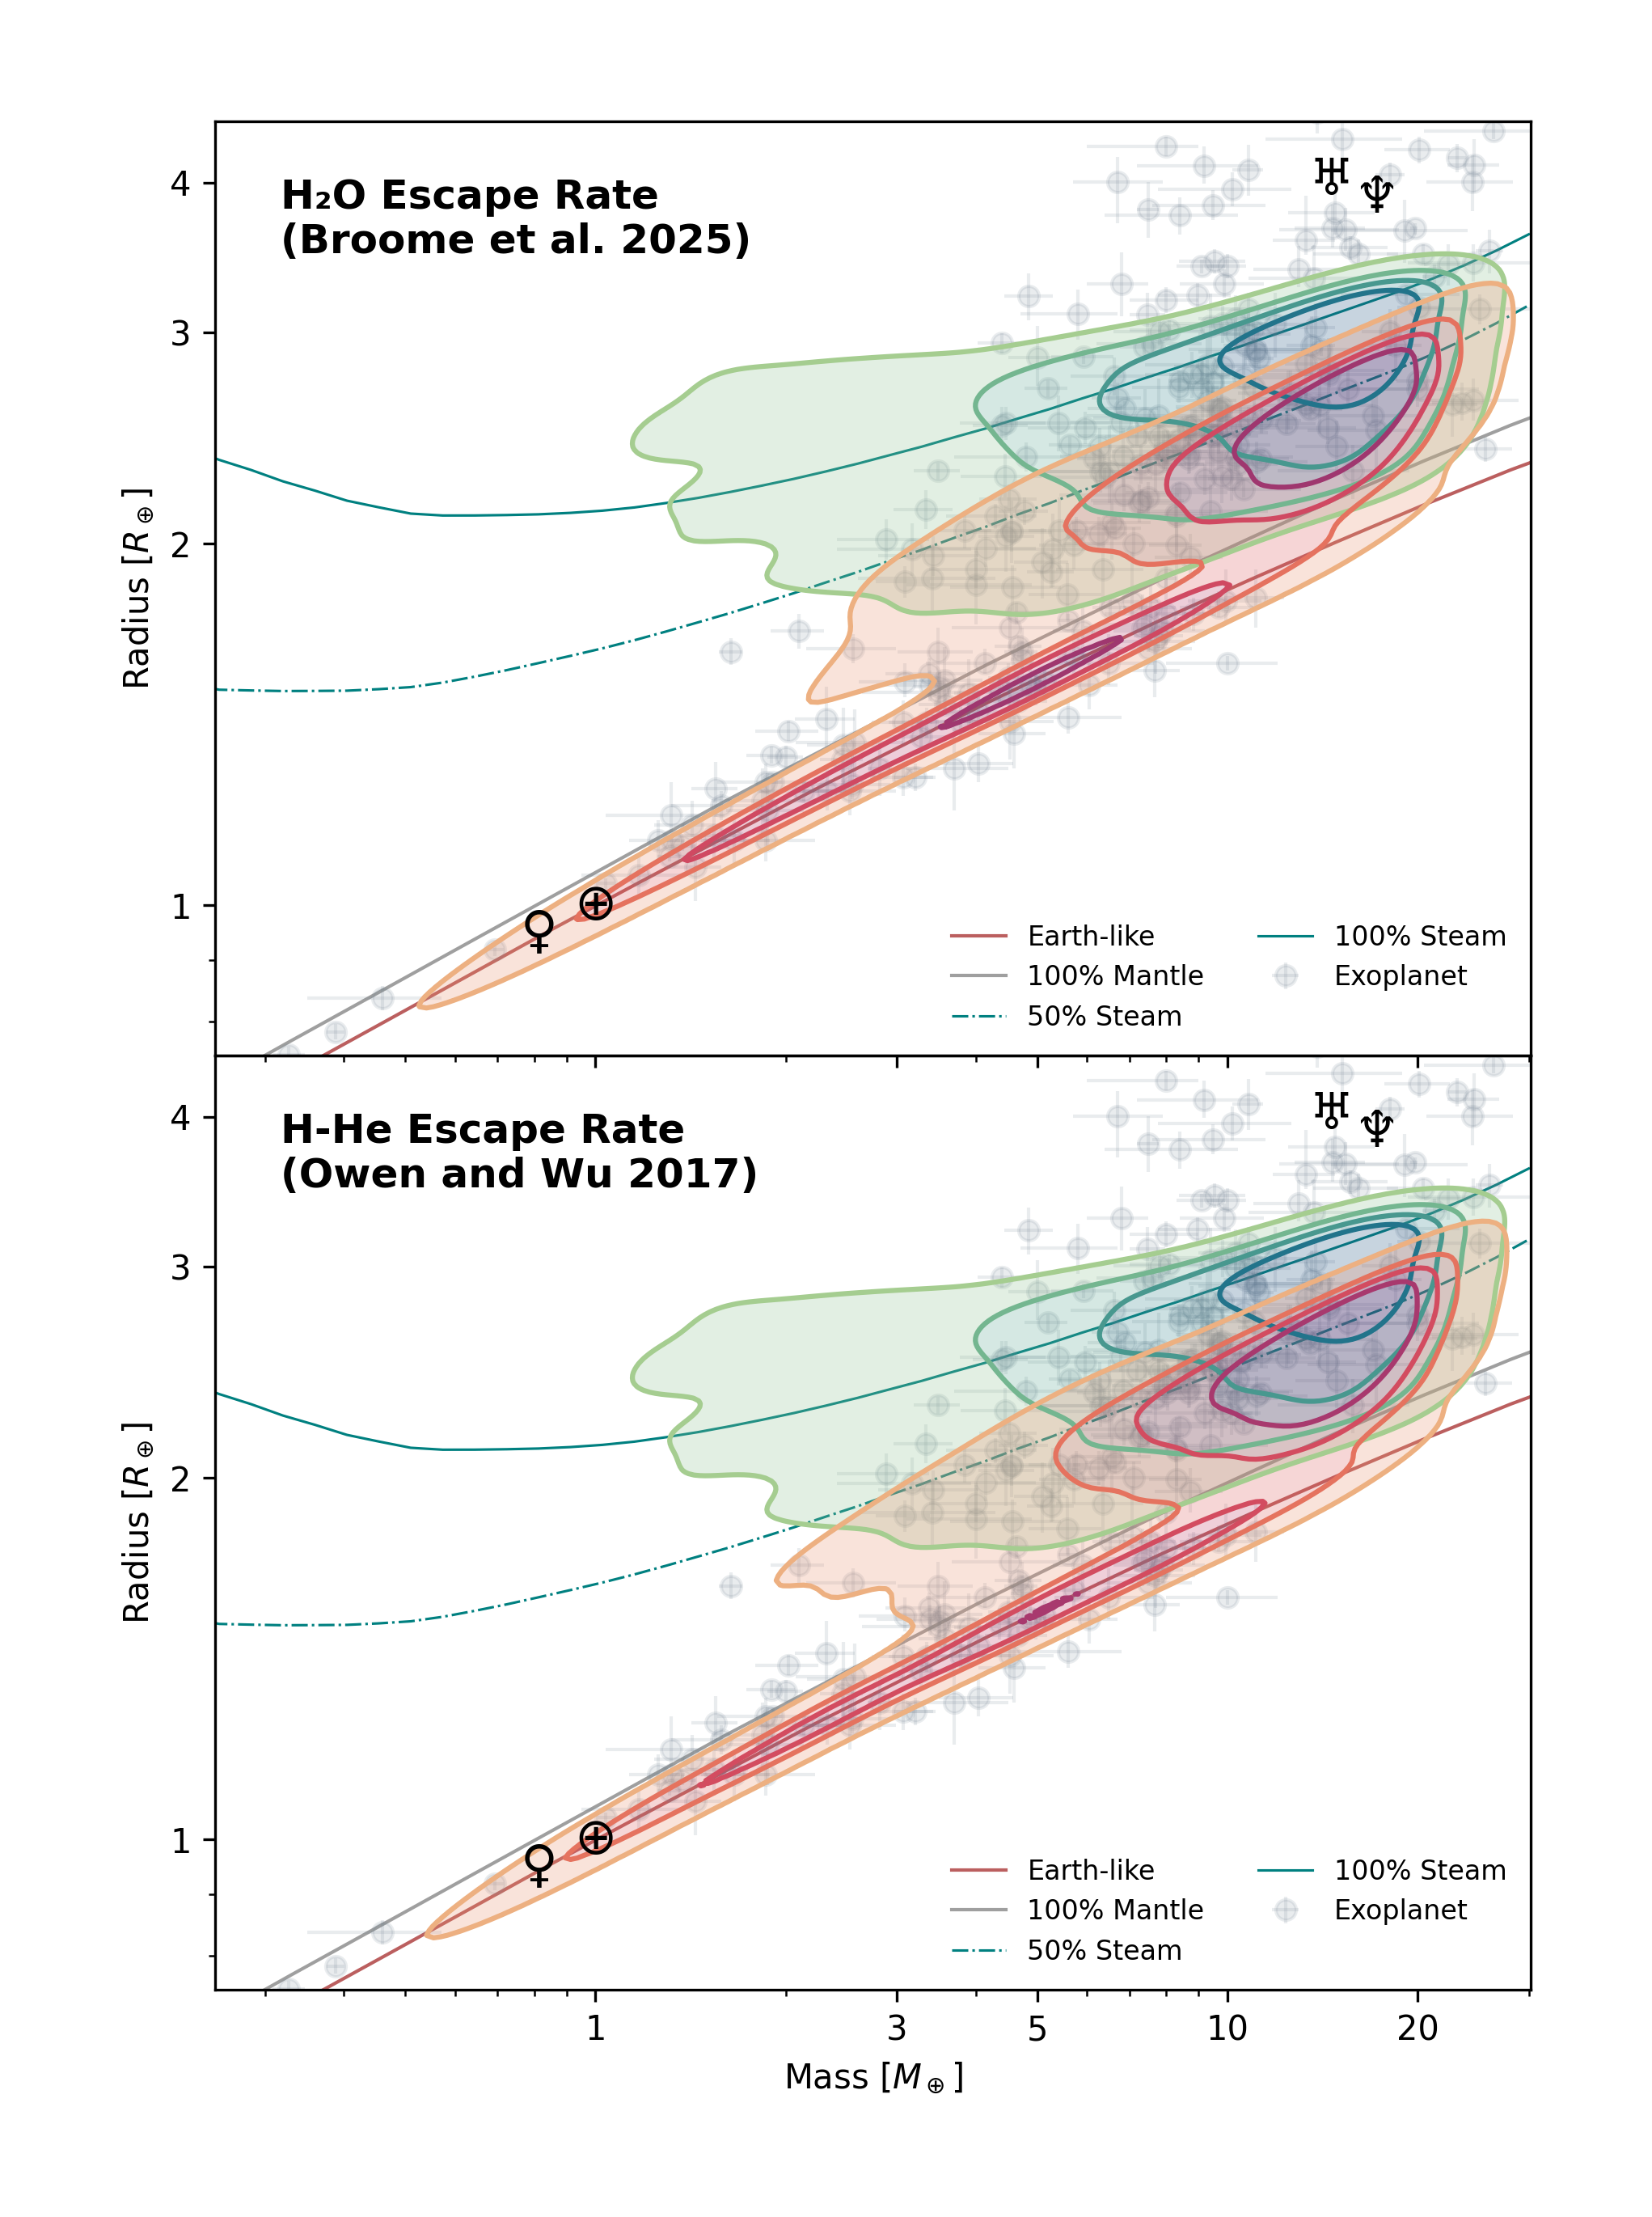 H₂O Escape Rate
(Broome et al. 2025)
4
3
2
1
Radius [R⊕]
Earth-like
100% Mantle
50% Steam
100% Steam
Exoplanet
♅ ♆
♀ ⊕
H-He Escape Rate
(Owen and Wu 2017)
4
3
2
1
Radius [R⊕]
Earth-like
100% Mantle
50% Steam
100% Steam
Exoplanet
♅ ♆
♀ ⊕
1 3 5 10 20
Mass [M⊕]